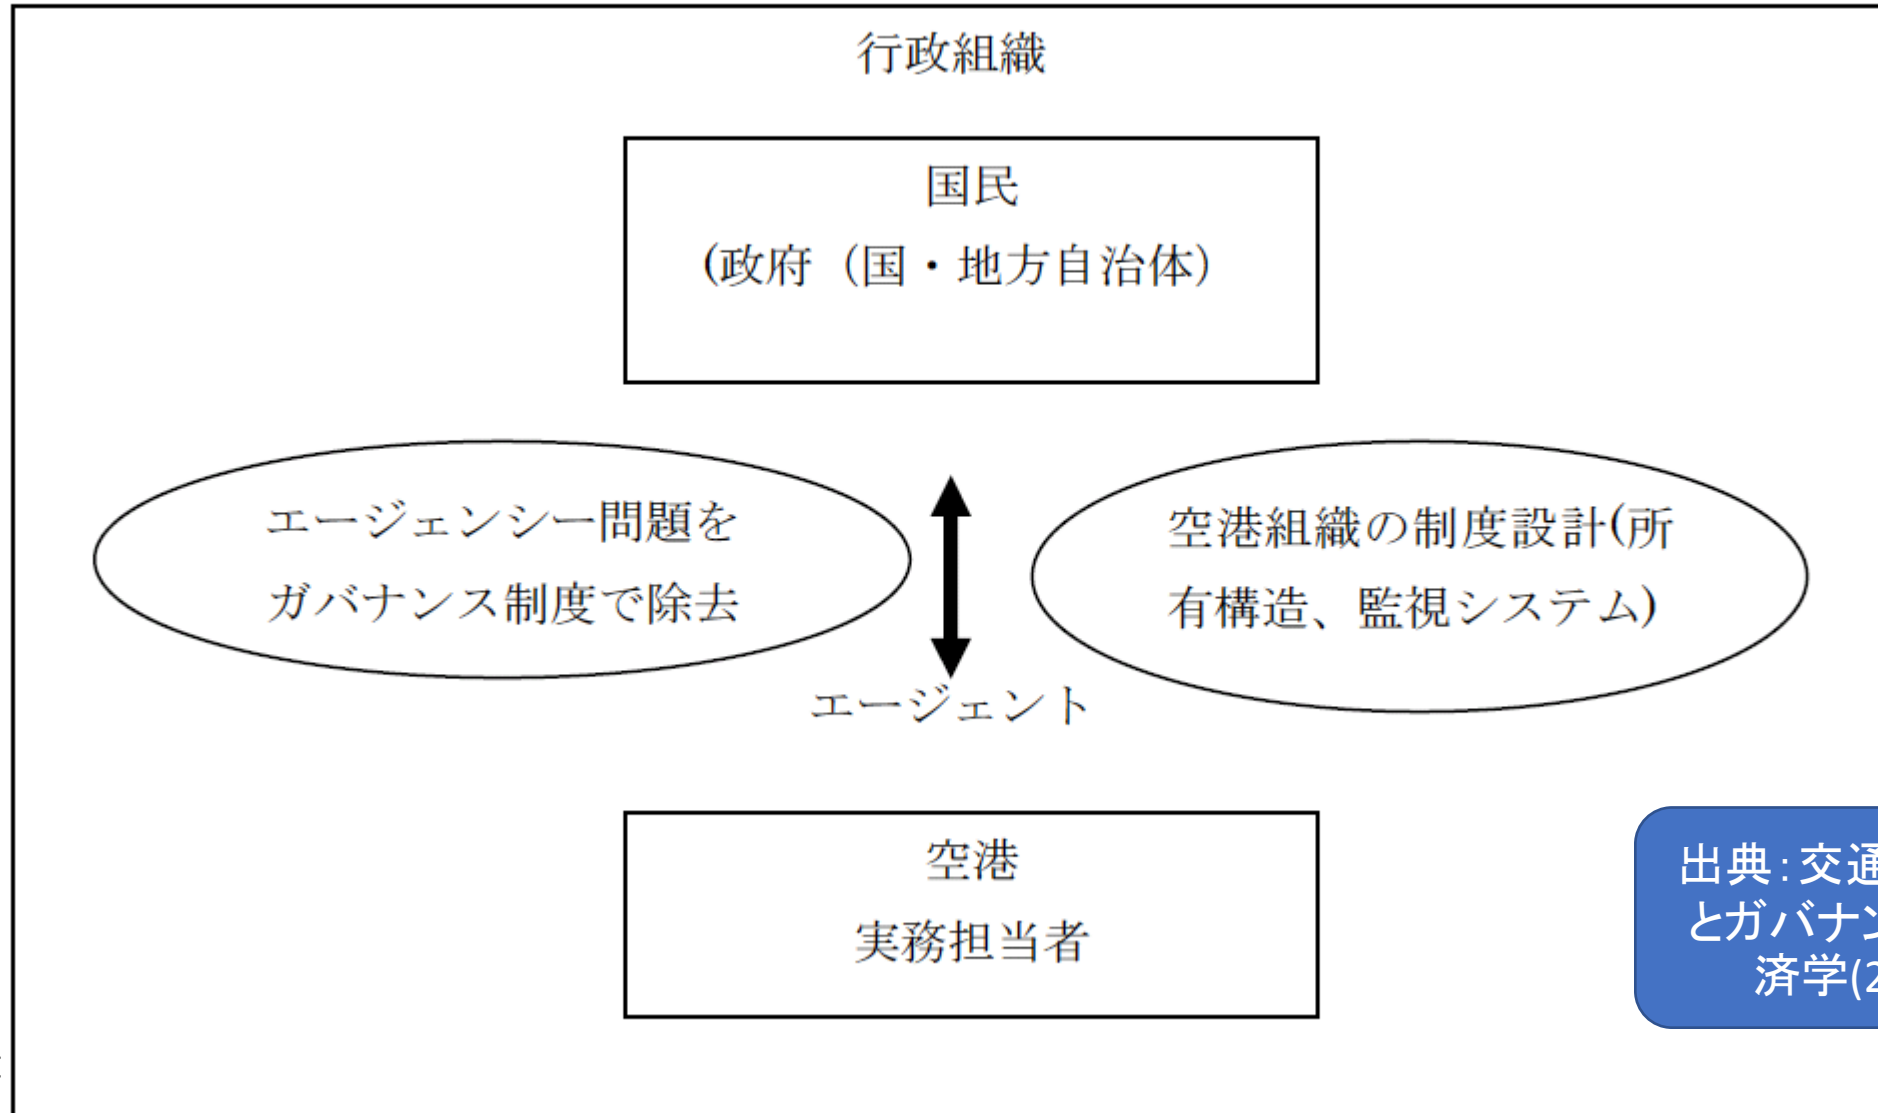 行政組織
国民
(政府（国・地方自治体）
エージェンシー問題を
ガバナンス制度で除去
空港組織の制度設計(所
有構造、監視システム)
エージェント
空港
実務担当者
出典：交通
とガバナン
済学(2